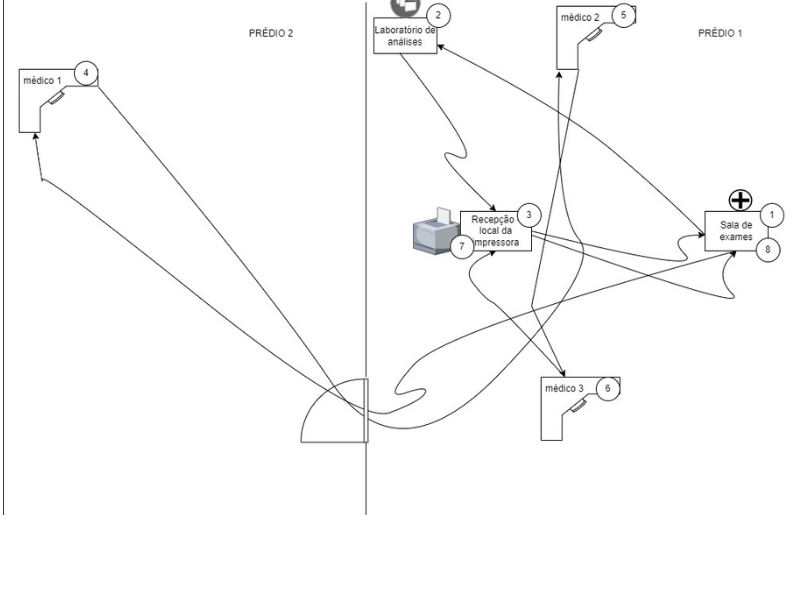 PRÉDIO 2
PRÉDIO 1
2
Laboratório de
análises
médico 2
5
médico 1
4
Recepção
local da
mpressora
3
7
Sala de
exames
1
8
médico 3
6